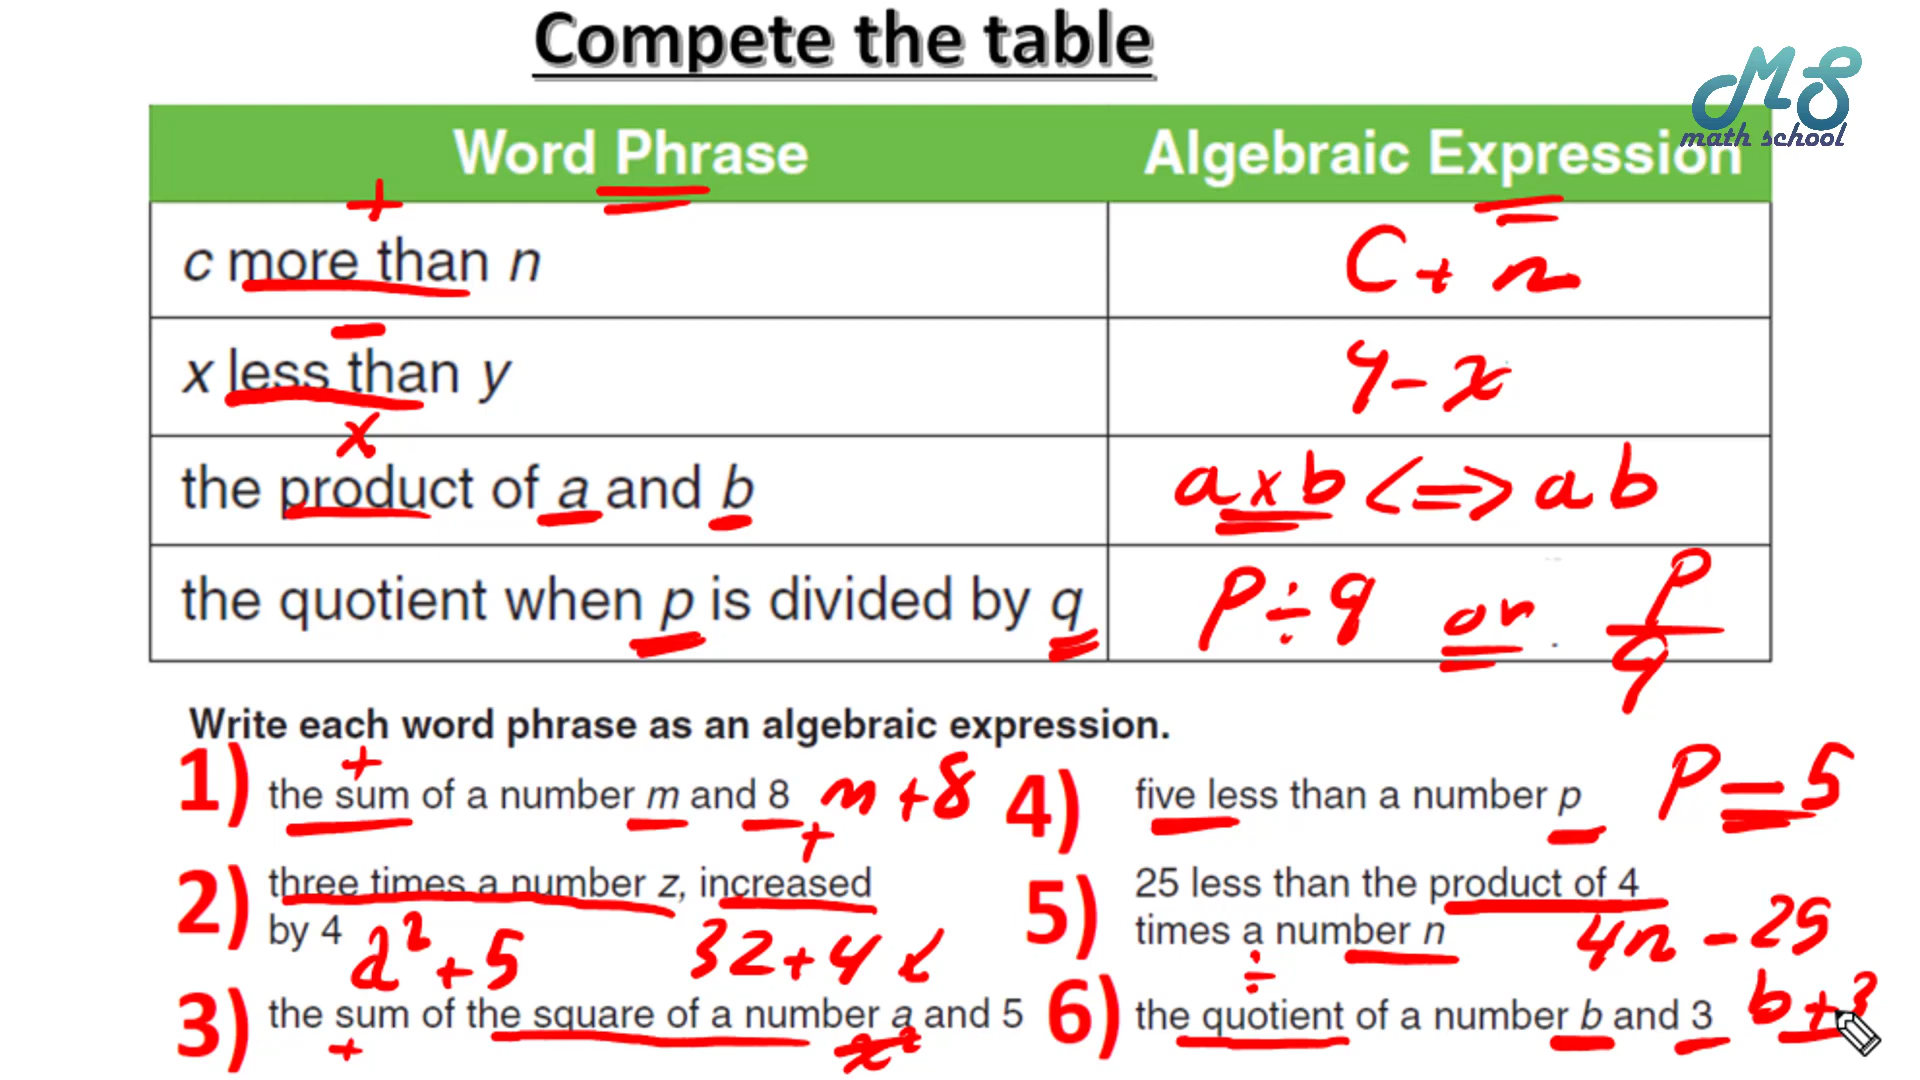 Compete the table
MS
math school
Word Phrase Algebraic Expression
+
c more than n C + n
−
x less than y y - x
x
the product of a and b a x b <=> a b
the quotient when p is divided by q p ÷ q or p/q
Write each word phrase as an algebraic expression.
+
1) the sum of a number m and 8 m + 8
+
2) three times a number z, increased
by 4 3z + 4
3) the sum of the square of a number a and 5 a² + 5
+
4) five less than a number p P = 5
5) 25 less than the product of 4
times a number n 4n - 25
÷
6) the quotient of a number b and 3 b + 3